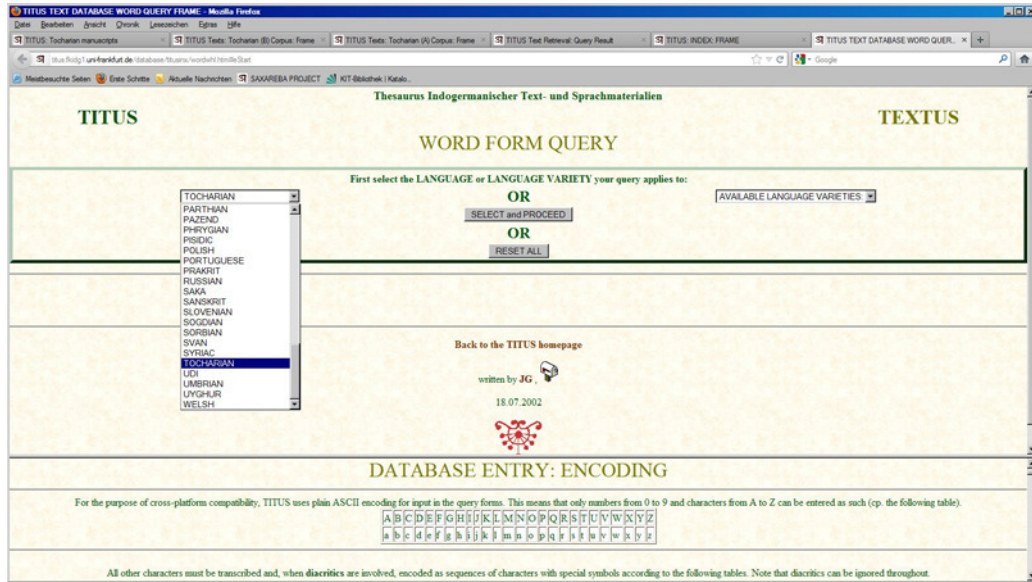 TITUS TEXT DATABASE WORD QUERY FRAME - Mozilla Firefox
Datei Bearbeiten Ansicht Chronik Lesezeichen Extras Hilfe
TITUS: Tocharian manuscripts
TITUS Texts: Tocharian (B) Corpus: Frame
TITUS Texts: Tocharian (A) Corpus: Frame
TITUS Text Retrieval: Query Result
TITUS: INDEX: FRAME
TITUS TEXT DATABASE WORD QUER...
Google
Meistbesuchte Seiten Erste Schritte Aktuelle Nachrichten SAXAREBA PROJECT KIT-Bibliothek | Katalo...
Thesaurus Indogermanischer Text- und Sprachmaterialien
TITUS
TEXTUS
WORD FORM QUERY
First select the LANGUAGE or LANGUAGE VARIETY your query applies to:
TOCHARIAN
OR
AVAILABLE LANGUAGE VARIETIES
SELECT and PROCEED
OR
RESET ALL
PARTHIAN
PAZEND
PHRYGIAN
PISIDIC
POLISH
PORTUGUESE
PRAKRIT
RUSSIAN
SAKA
SANSKRIT
SLOVENIAN
SOGDIAN
SORBIAN
SVAN
SYRIAC
TOCHARIAN
UDI
UMBRIAN
UYGHUR
WELSH
Back to the TITUS homepage
written by JG ,
18.07.2002
DATABASE ENTRY: ENCODING
For the purpose of cross-platform compatibility, TITUS uses plain ASCII encoding for input in the query forms. This means that only numbers from 0 to 9 and characters from A to Z can be entered as such (cp. the following table).
A B C D E F G H I J K L M N O P Q R S T U V W X Y Z
a b c d e f g h i j k l m n o p q r s t u v w x y z
All other characters must be transcribed and, when diacritics are involved, encoded as sequences of characters with special symbols according to the following tables. Note that diacritics can be ignored throughout.